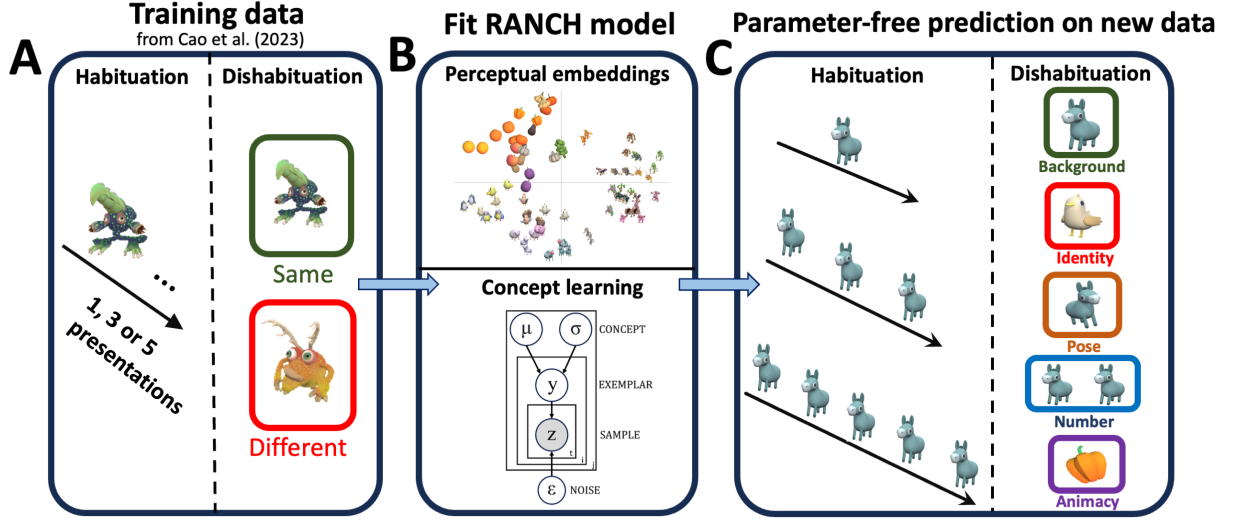 Training data
from Cao et al. (2023)
A
Habituation
Dishabituation
...
1, 3 or 5
presentations
Same
Different
Fit RANCH model
B
Perceptual embeddings
Concept learning
μ
σ
CONCEPT
y
EXEMPLAR
z
SAMPLE
t
i
j
ε
NOISE
Parameter-free prediction on new data
C
Habituation
Dishabituation
Background
Identity
Pose
Number
Animacy